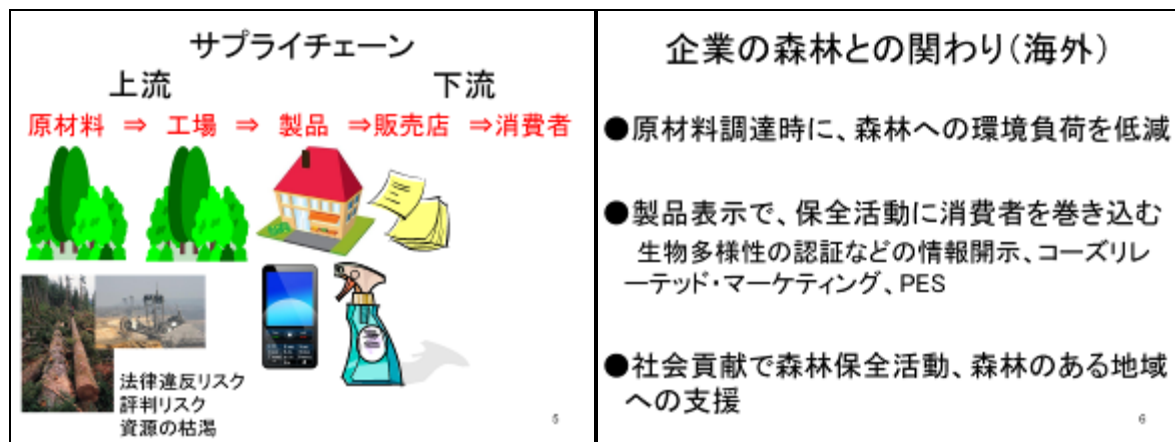 サプライチェーン
上流 下流
原材料 ⇒ 工場 ⇒ 製品 ⇒販売店 ⇒消費者
法律違反リスク
評判リスク
資源の枯渇
5
企業の森林との関わり(海外)
●原材料調達時に、森林への環境負荷を低減
●製品表示で、保全活動に消費者を巻き込む
生物多様性の認証などの情報開示、コーズリレ
ーテッド・マーケティング、PES
●社会貢献で森林保全活動、森林のある地域
への支援
6